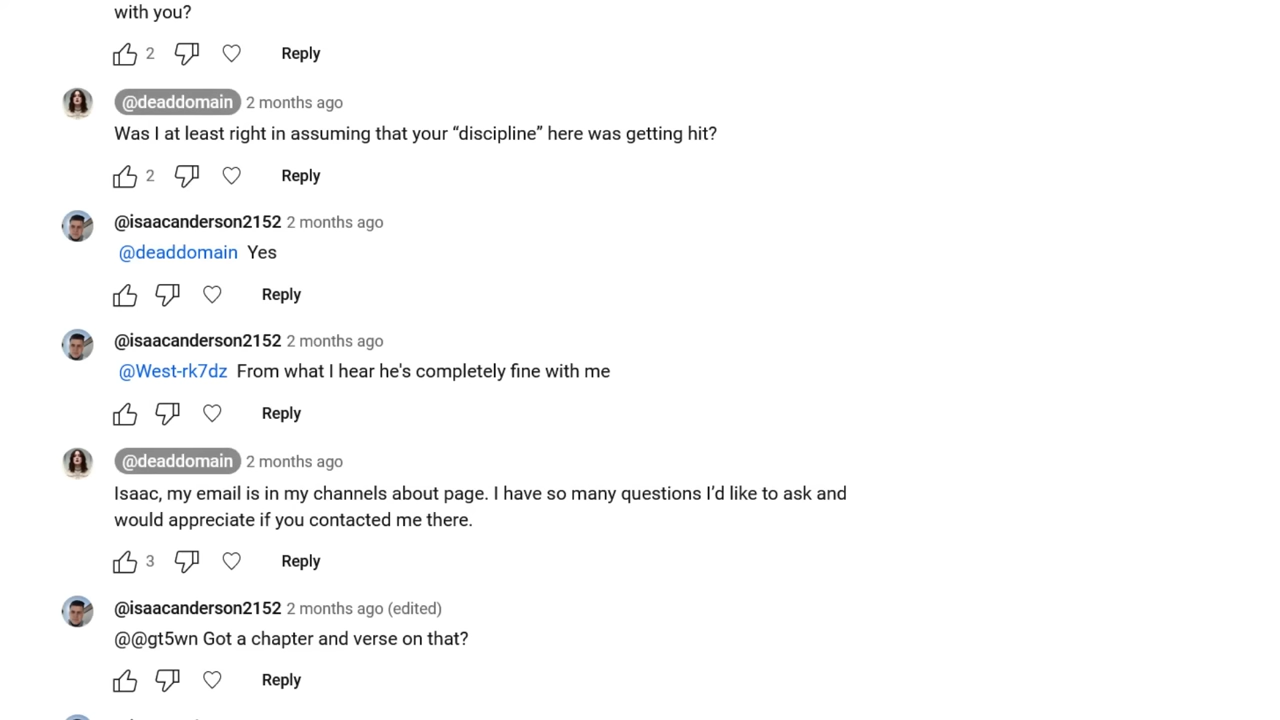 with you?
2 Reply
@deaddomain 2 months ago
Was I at least right in assuming that your “discipline” here was getting hit?
2 Reply
@isaacanderson2152 2 months ago
@deaddomain Yes
Reply
@isaacanderson2152 2 months ago
@West-rk7dz From what I hear he's completely fine with me
Reply
@deaddomain 2 months ago
Isaac, my email is in my channels about page. I have so many questions I’d like to ask and
would appreciate if you contacted me there.
3 Reply
@isaacanderson2152 2 months ago (edited)
@@gt5wn Got a chapter and verse on that?
Reply